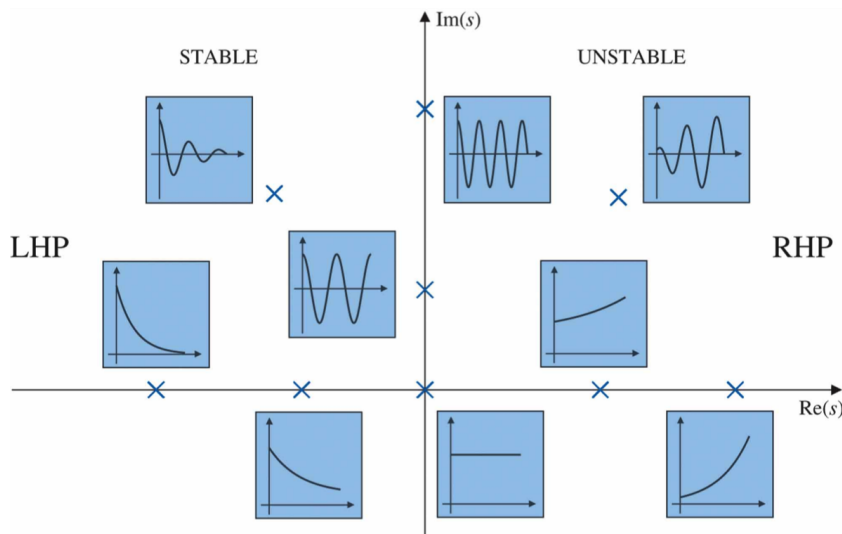 Im(s)
STABLE
UNSTABLE
LHP
RHP
Re(s)